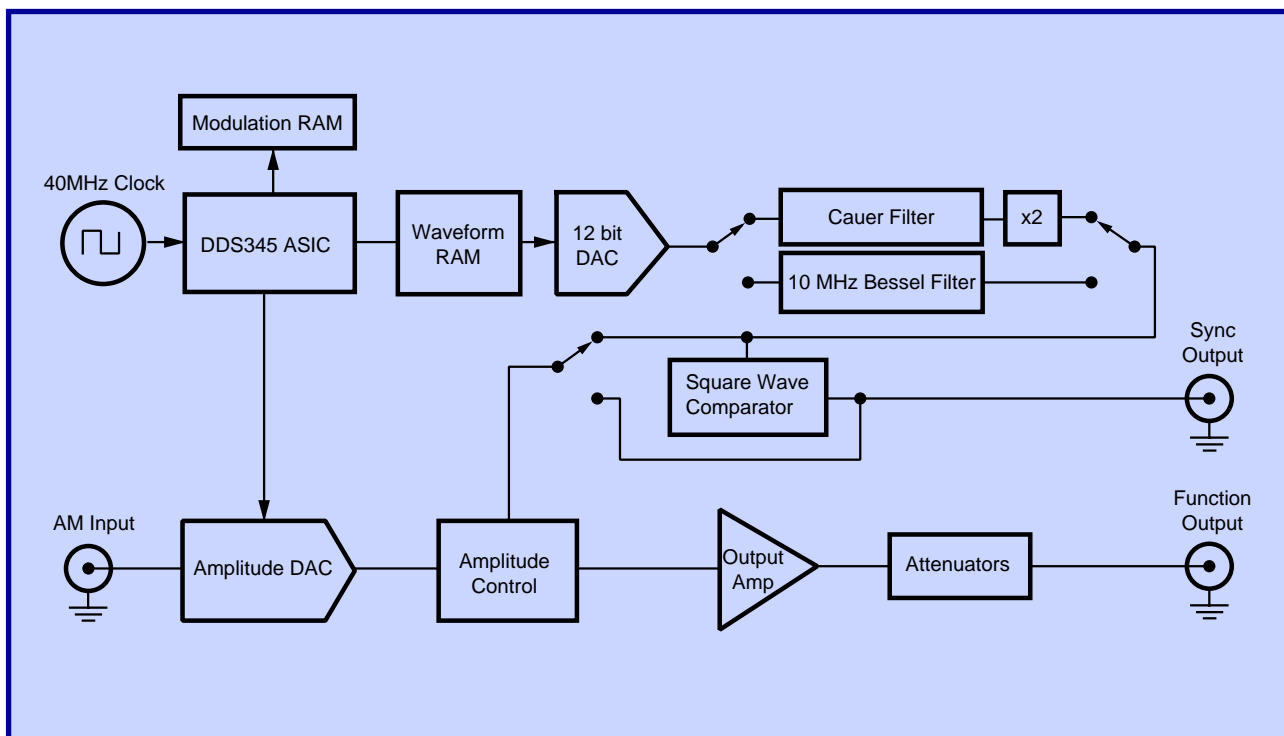 Modulation RAM
40MHz Clock
DDS345 ASIC
Waveform
RAM
12 bit
DAC
Cauer Filter
x2
10 MHz Bessel Filter
Sync
Output
Square Wave
Comparator
AM Input
Amplitude DAC
Amplitude
Control
Output
Amp
Attenuators
Function
Output